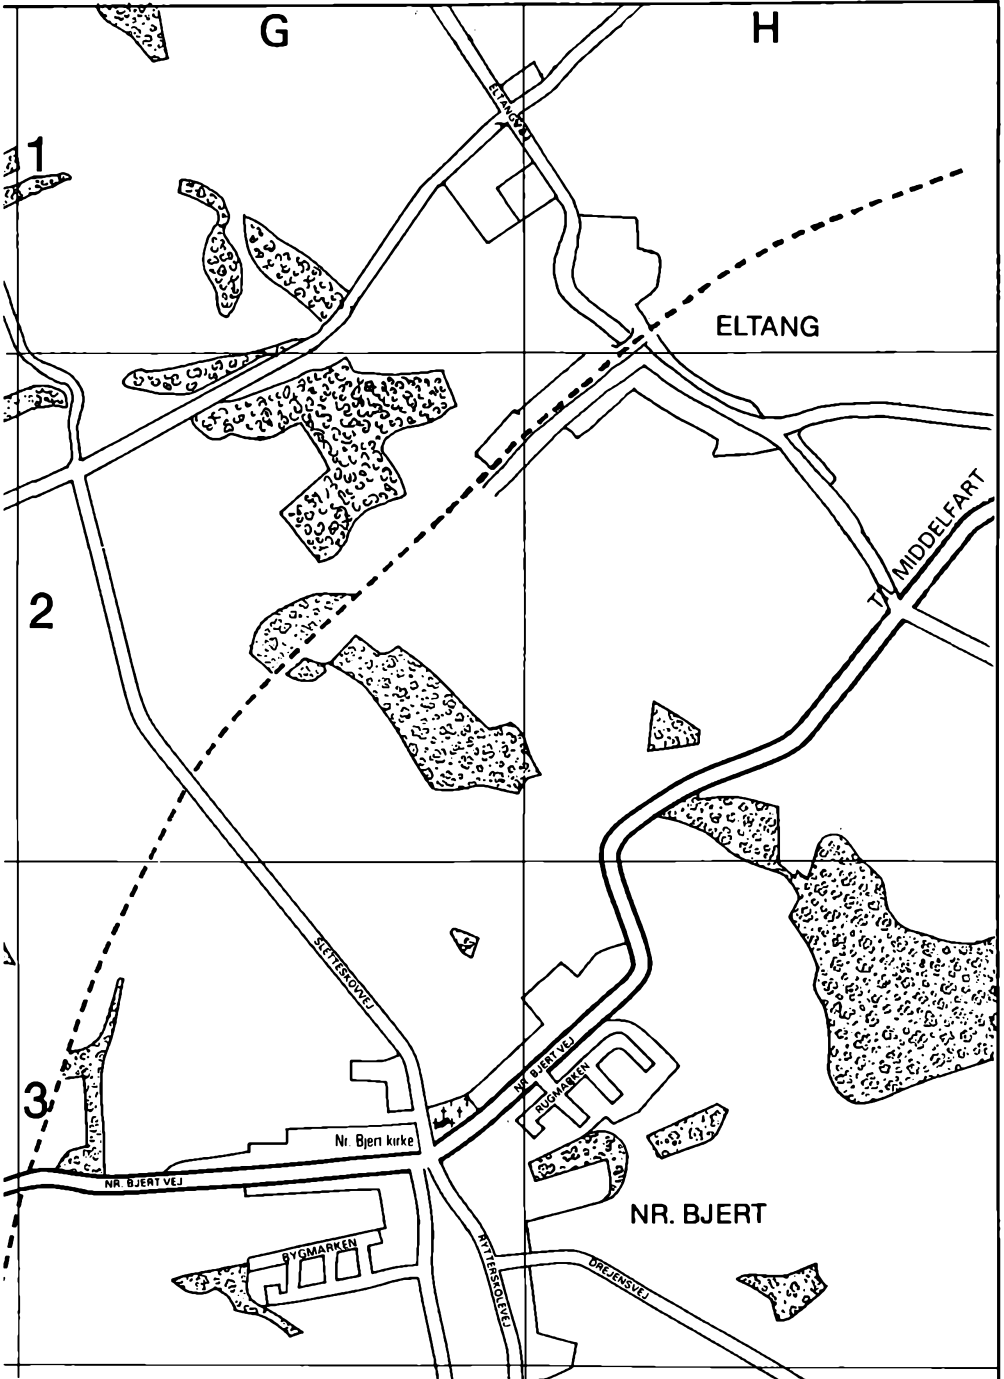 G
H
ELTANGVEJ
1
ELTANG
TIL MIDDELFART
2
SLETTESKOVVEJ
3
NR. BJERT VEJ
RUGMARKEN
Nr. Bjert kirke
NR. BJERT VEJ
NR. BJERT
BYGMARKEN
RYTTERSKOLEVEJ
DREJENSVEJ